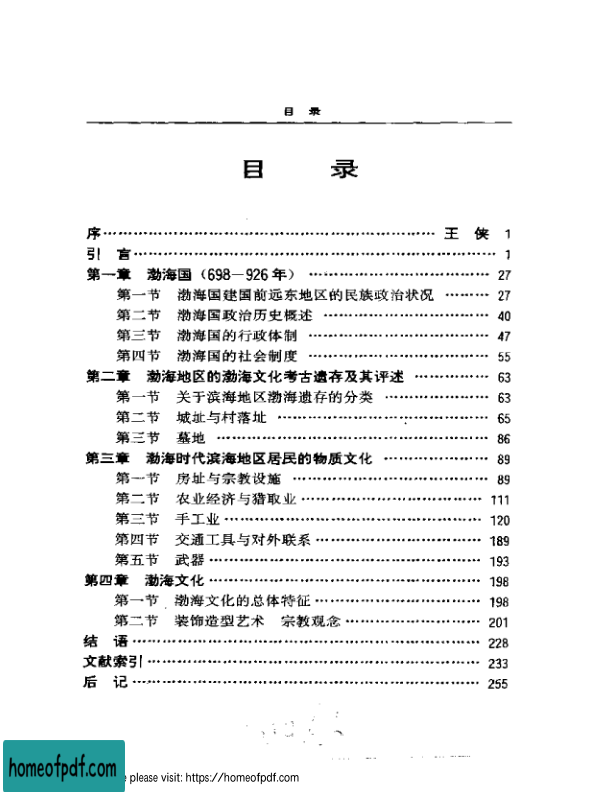 目 录
目 录
序………………………………………………………… 王 侠 1
引 言………………………………………………………… 1
第一章 渤海国(698—926年) ………………………… 27
第一节 渤海国建国前远东地区的民族政治状况 ……… 27
第二节 渤海国政治历史概述 ………………………… 40
第三节 渤海国的行政体制 ………………………… 47
第四节 渤海国的社会制度 ………………………… 55
第二章 渤海地区的渤海文化考古遗存及其评述 …………… 63
第一节 关于滨海地区渤海遗存的分类 ……………… 63
第二节 城址与村落址 ………………………… 65
第三节 墓地 ………………………………… 86
第三章 渤海时代滨海地区居民的物质文化 ……………… 89
第一节 房址与宗教设施 ………………………… 89
第二节 农业经济与猎取业………………………… 111
第三节 手工业………………………………… 120
第四节 交通工具与对外联系………………………… 189
第五节 武器………………………………… 193
第四章 渤海文化………………………………… 198
第一节 渤海文化的总体特征………………………… 198
第二节 装饰造型艺术 宗教观念…………………… 201
结 语………………………………………… 228
文献索引………………………………………… 233
后 记………………………………………… 255
homeofpdf.com
please visit: https://homeofpdf.com